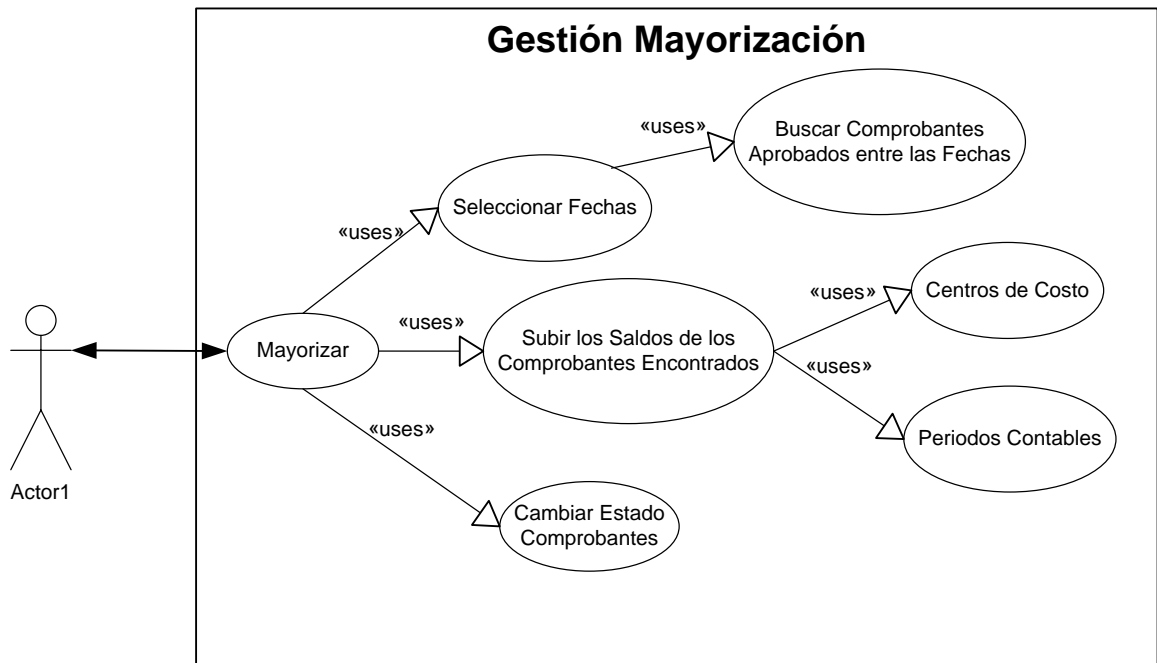 Gestión Mayorización
«uses»
Buscar Comprobantes
Aprobados entre las Fechas
Seleccionar Fechas
«uses»
«uses»
Centros de Costo
«uses»
Subir los Saldos de los
Comprobantes Encontrados
Mayorizar
«uses»
Periodos Contables
«uses»
Actor1
Cambiar Estado
Comprobantes